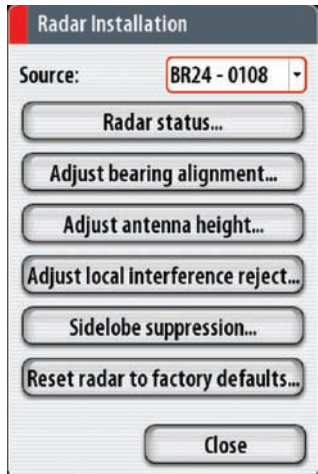 Radar Installation
Source: BR24 - 0108
Radar status...
Adjust bearing alignment...
Adjust antenna height...
Adjust local interference reject...
Sidelobe suppression...
Reset radar to factory defaults...
Close